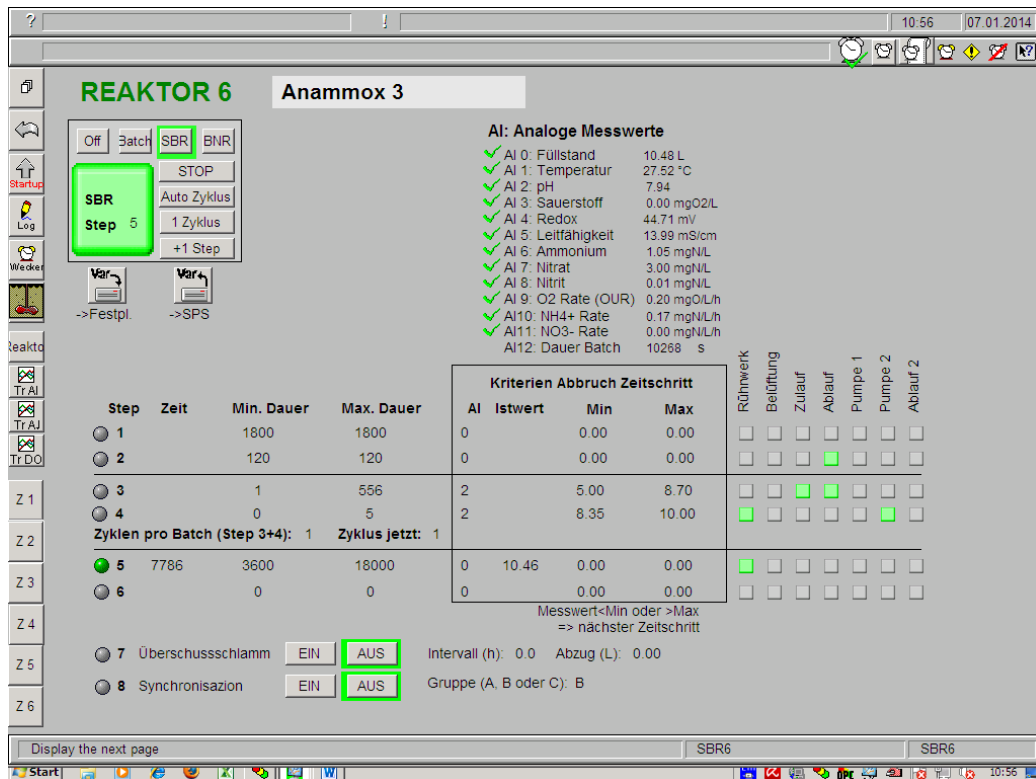 ? ! 10:56 07.01.2014
REAKTOR 6 Anammox 3
Off Batch SBR BNR
STOP
SBR Auto Zyklus
Step 5 1 Zyklus
+1 Step
Var Var
->Festpl. ->SPS
Startup
Log
Wecker
Reakto
Tr AI
Tr AJ
Tr DO
Z 1
Z 2
Z 3
Z 4
Z 5
Z 6
AI: Analoge Messwerte
AI 0: Füllstand 10.48 L
AI 1: Temperatur 27.52 °C
AI 2: pH 7.94
AI 3: Sauerstoff 0.00 mgO2/L
AI 4: Redox 44.71 mV
AI 5: Leitfähigkeit 13.99 mS/cm
AI 6: Ammonium 1.05 mgN/L
AI 7: Nitrat 3.00 mgN/L
AI 8: Nitrit 0.01 mgN/L
AI 9: O2 Rate (OUR) 0.20 mgO/L/h
AI10: NH4+ Rate 0.17 mgN/L/h
AI11: NO3- Rate 0.00 mgN/L/h
AI12: Dauer Batch 10268 s
Kriterien Abbruch Zeitschritt
Rührwerk Belüftung Zulauf Ablauf Pumpe 1 Pumpe 2 Ablauf 2
Step Zeit Min. Dauer Max. Dauer AI Istwert Min Max
1 1800 1800 0 0.00 0.00
2 120 120 0 0.00 0.00
3 1 556 2 5.00 8.70
4 0 5 2 8.35 10.00
Zyklen pro Batch (Step 3+4): 1 Zyklus jetzt: 1
5 7786 3600 18000 0 10.46 0.00 0.00
6 0 0 0 0.00 0.00
Messwert<Min oder >Max
=> nächster Zeitschritt
7 Überschussschlamm EIN AUS Intervall (h): 0.0 Abzug (L): 0.00
8 Synchronisazion EIN AUS Gruppe (A, B oder C): B
Display the next page SBR6 SBR6
Start W OPC 10:56